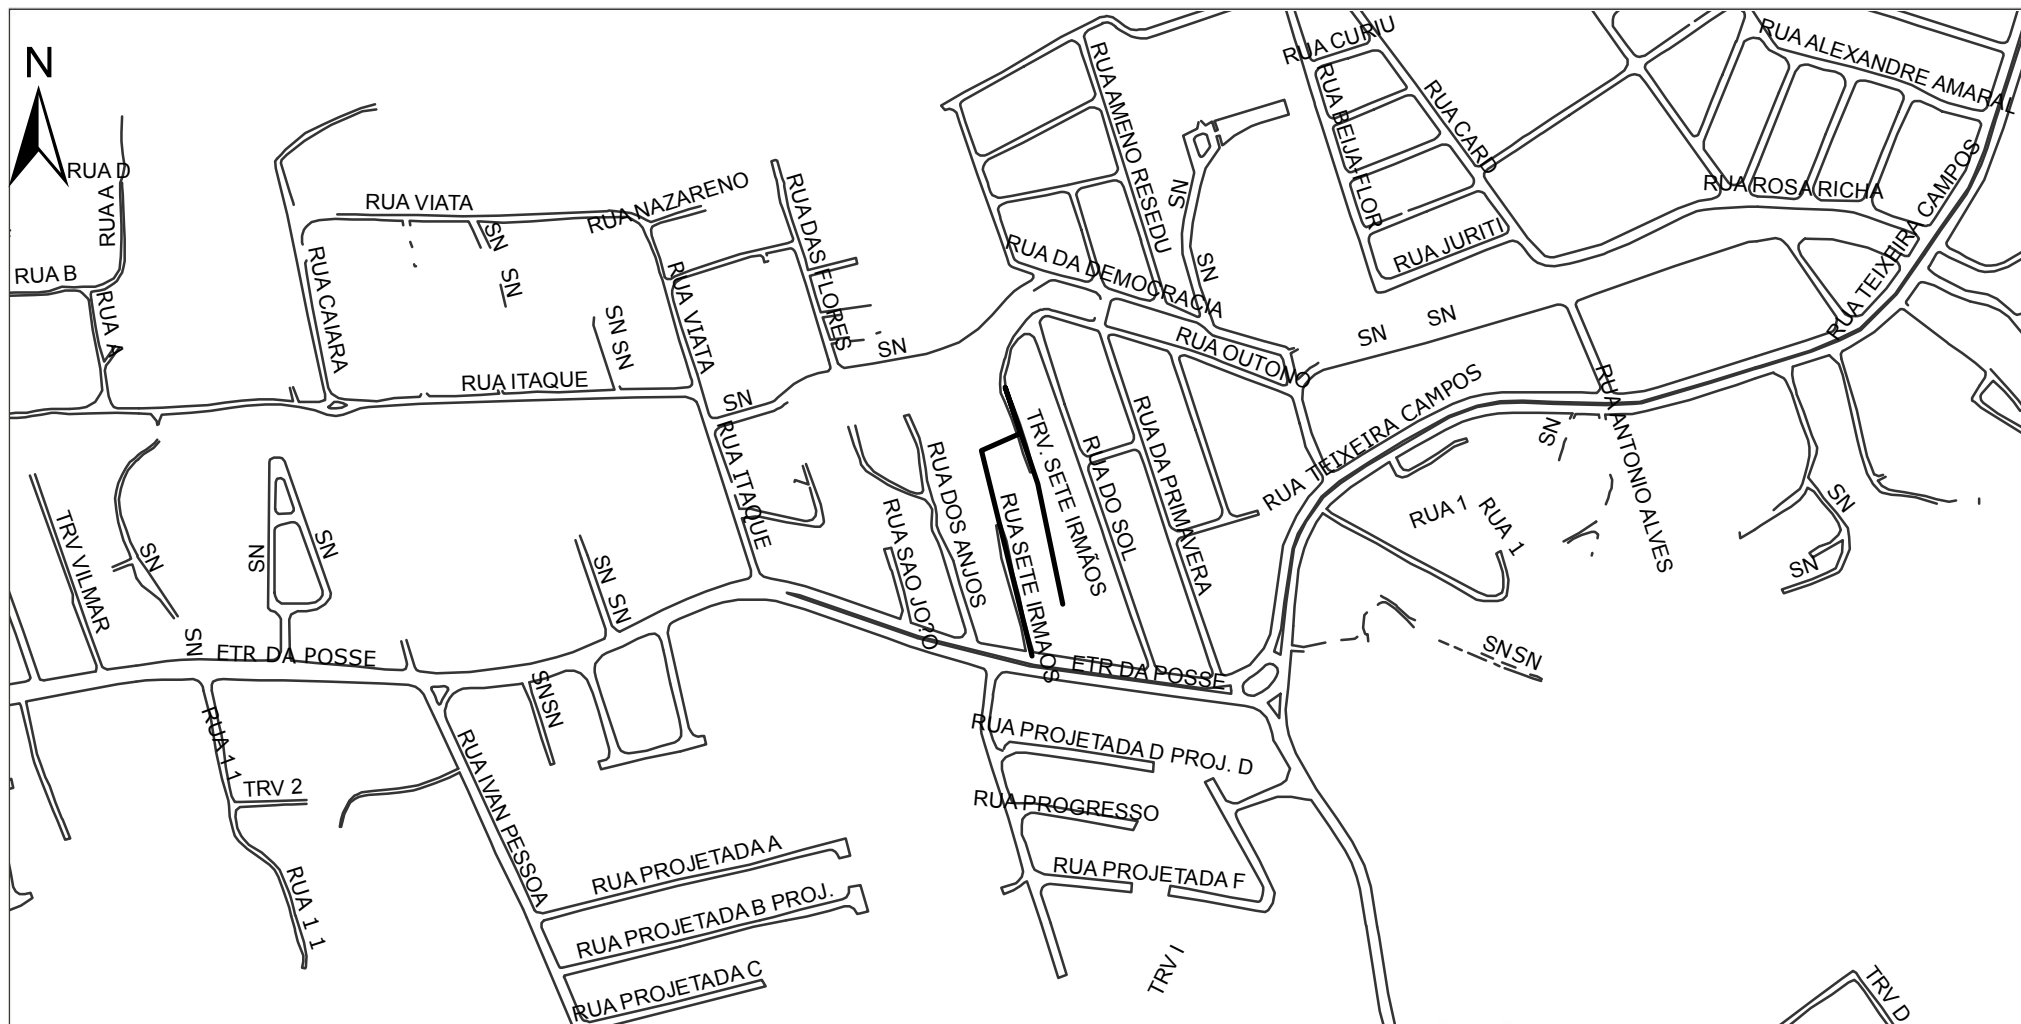 N
RUA CURIU
RUA ALEXANDRE AMARAL
RUA AMENO RESEDU
RUA BEIJA-FLOR
RUA CARD
RUA D
RUA A
RUA VIATA
RUA NAZARENO
RUA DAS FLORES
SN
RUA ROSA RICHA
RUA TEIXEIRA CAMPOS
RUA TEIXEIRA
RUA B
RUA A
RUA CAIARA
SN
SN
RUA VIATA
RUA DA DEMOCRACIA
SN
RUA JURITI
SN
SN
RUA ITAQUE
SN
SN
RUA OUTONO
SN
SN
RUA TEIXEIRA CAMPOS
RUA ANTONIO ALVES
SN
RUA ITAQUE
TRV. SETE IRMÃOS
RUA DO SOL
RUA DA PRIMAVERA
SN
RUA DOS ANJOS
RUA SAO JO?O
RUA SETE IRMAOS
RUA 1
RUA 1
SN
SN
TRV VILMAR
SN
SN
SN
SN
SN
SN
ETR DA POSSE
ETR DA POSSE
SNSN
SNSN
RUA 1 1
RUA IVAN PESSOA
RUA PROJETADA D PROJ. D
TRV 2
RUA PROGRESSO
RUA PROJETADA A
RUA PROJETADA F
RUA 1 1
RUA PROJETADA B PROJ.
RUA PROJETADA C
TRV I
TRV D